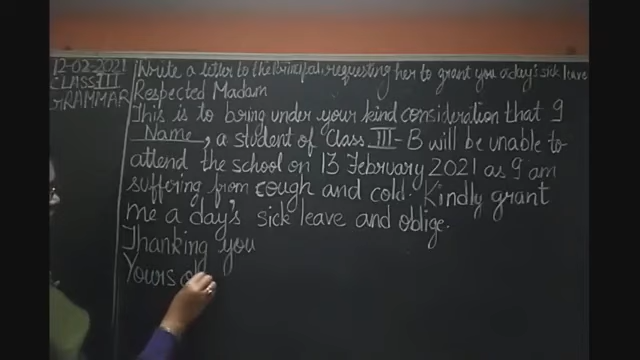 12-02-2021
CLASS III
GRAMMAR
Write a letter to the Principal requesting her to grant you a day's sick leave
Respected Madam
This is to bring under your kind consideration that I
Name, a student of Class III-B will be unable to
attend the school on 13 February 2021 as I am
suffering from cough and cold. Kindly grant
me a day's sick leave and oblige.
Thanking you
Yours ob